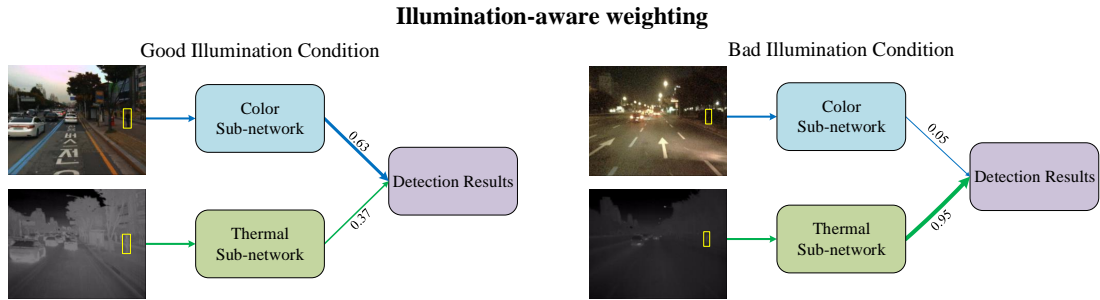 Illumination-aware weighting
Good Illumination Condition
Color
Sub-network
0.63
Detection Results
0.37
Thermal
Sub-network
Bad Illumination Condition
Color
Sub-network
0.05
Detection Results
0.95
Thermal
Sub-network